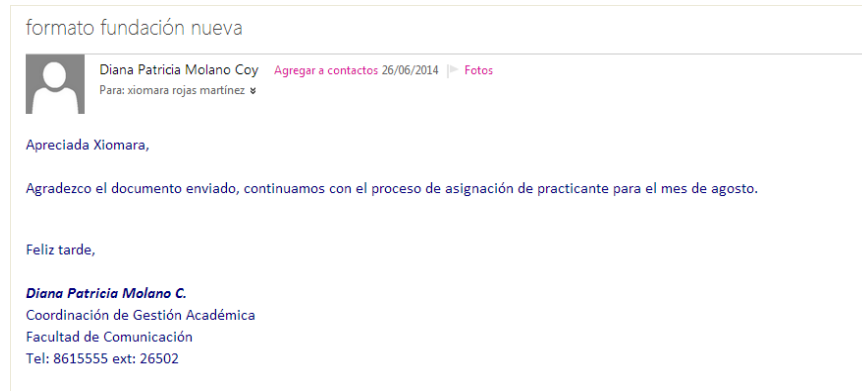 formato fundación nueva
Diana Patricia Molano Coy Agregar a contactos 26/06/2014 Fotos
Para: xiomara rojas martínez
Apreciada Xiomara,
Agradezco el documento enviado, continuamos con el proceso de asignación de practicante para el mes de agosto.
Feliz tarde,
Diana Patricia Molano C.
Coordinación de Gestión Académica
Facultad de Comunicación
Tel: 8615555 ext: 26502